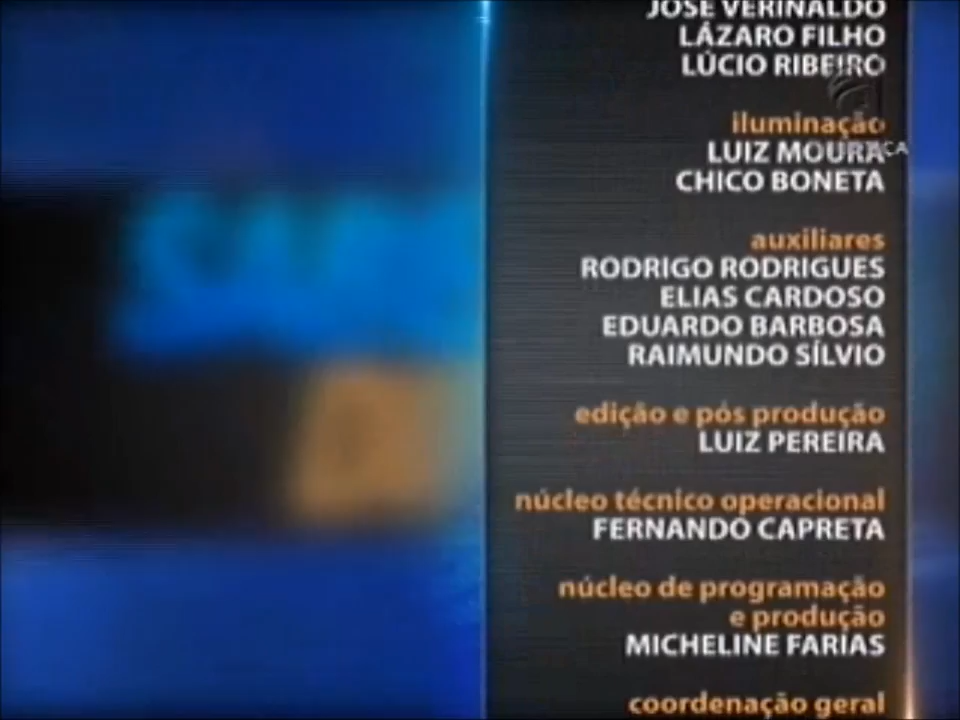 JOSÉ VERINALDO
LÁZARO FILHO
LÚCIO RIBEIRO
iluminação
LUIZ MOURA
CHICO BONETA
auxiliares
RODRIGO RODRIGUES
ELIAS CARDOSO
EDUARDO BARBOSA
RAIMUNDO SÍLVIO
edição e pós produção
LUIZ PEREIRA
núcleo técnico operacional
FERNANDO CAPRETA
núcleo de programação
e produção
MICHELINE FARIAS
coordenação geral